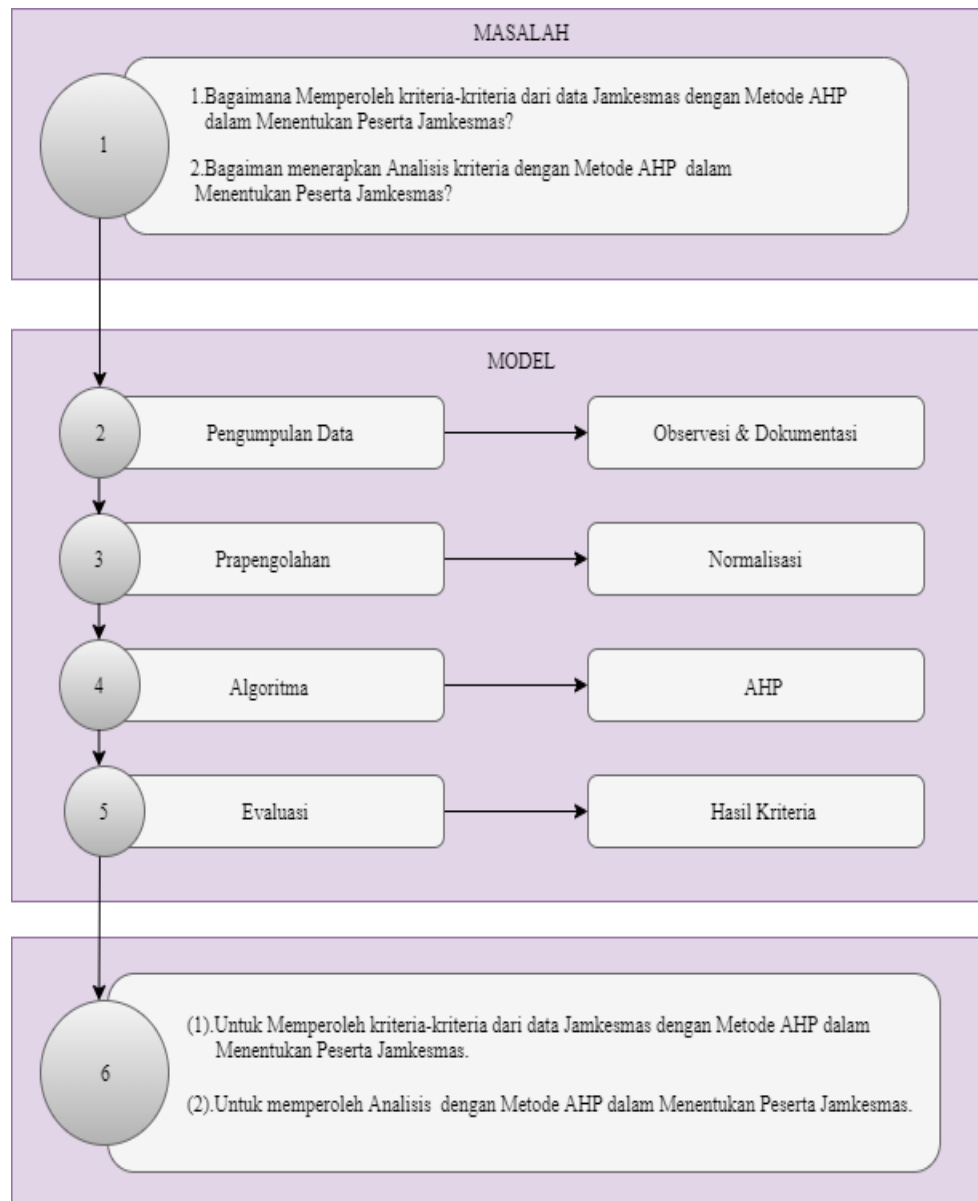 MASALAH
1
1.Bagaimana Memperoleh kriteria-kriteria dari data Jamkesmas dengan Metode AHP
dalam Menentukan Peserta Jamkesmas?
2.Bagaiman menerapkan Analisis kriteria dengan Metode AHP dalam
Menentukan Peserta Jamkesmas?
MODEL
2
Pengumpulan Data
Observesi & Dokumentasi
3
Prapengolahan
Normalisasi
4
Algoritma
AHP
5
Evaluasi
Hasil Kriteria
6
(1).Untuk Memperoleh kriteria-kriteria dari data Jamkesmas dengan Metode AHP dalam
Menentukan Peserta Jamkesmas.
(2).Untuk memperoleh Analisis dengan Metode AHP dalam Menentukan Peserta Jamkesmas.